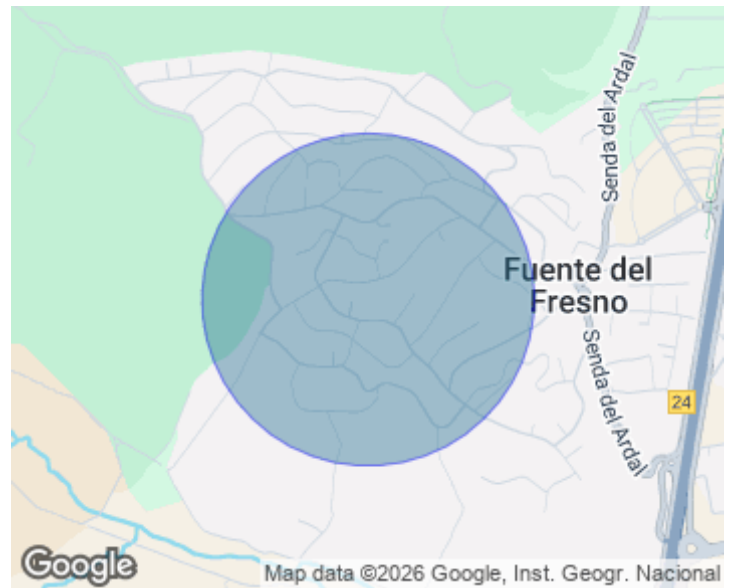 Senda del Ardal
Fuente del
Fresno
Senda del Ardal
24
Google
Map data ©2026 Google, Inst. Geogr. Nacional